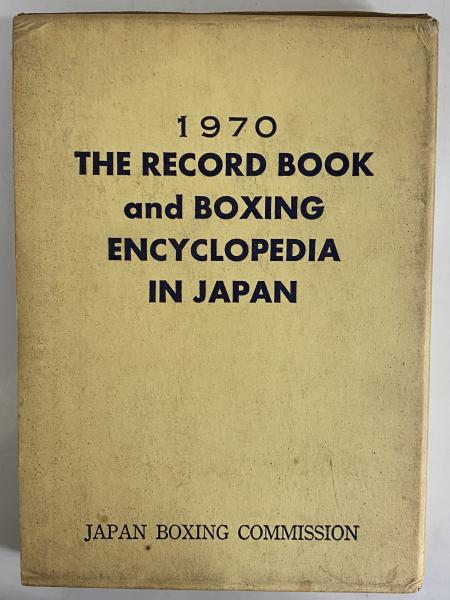 1970
THE RECORD BOOK
and BOXING
ENCYCLOPEDIA
IN JAPAN
JAPAN BOXING COMMISSION